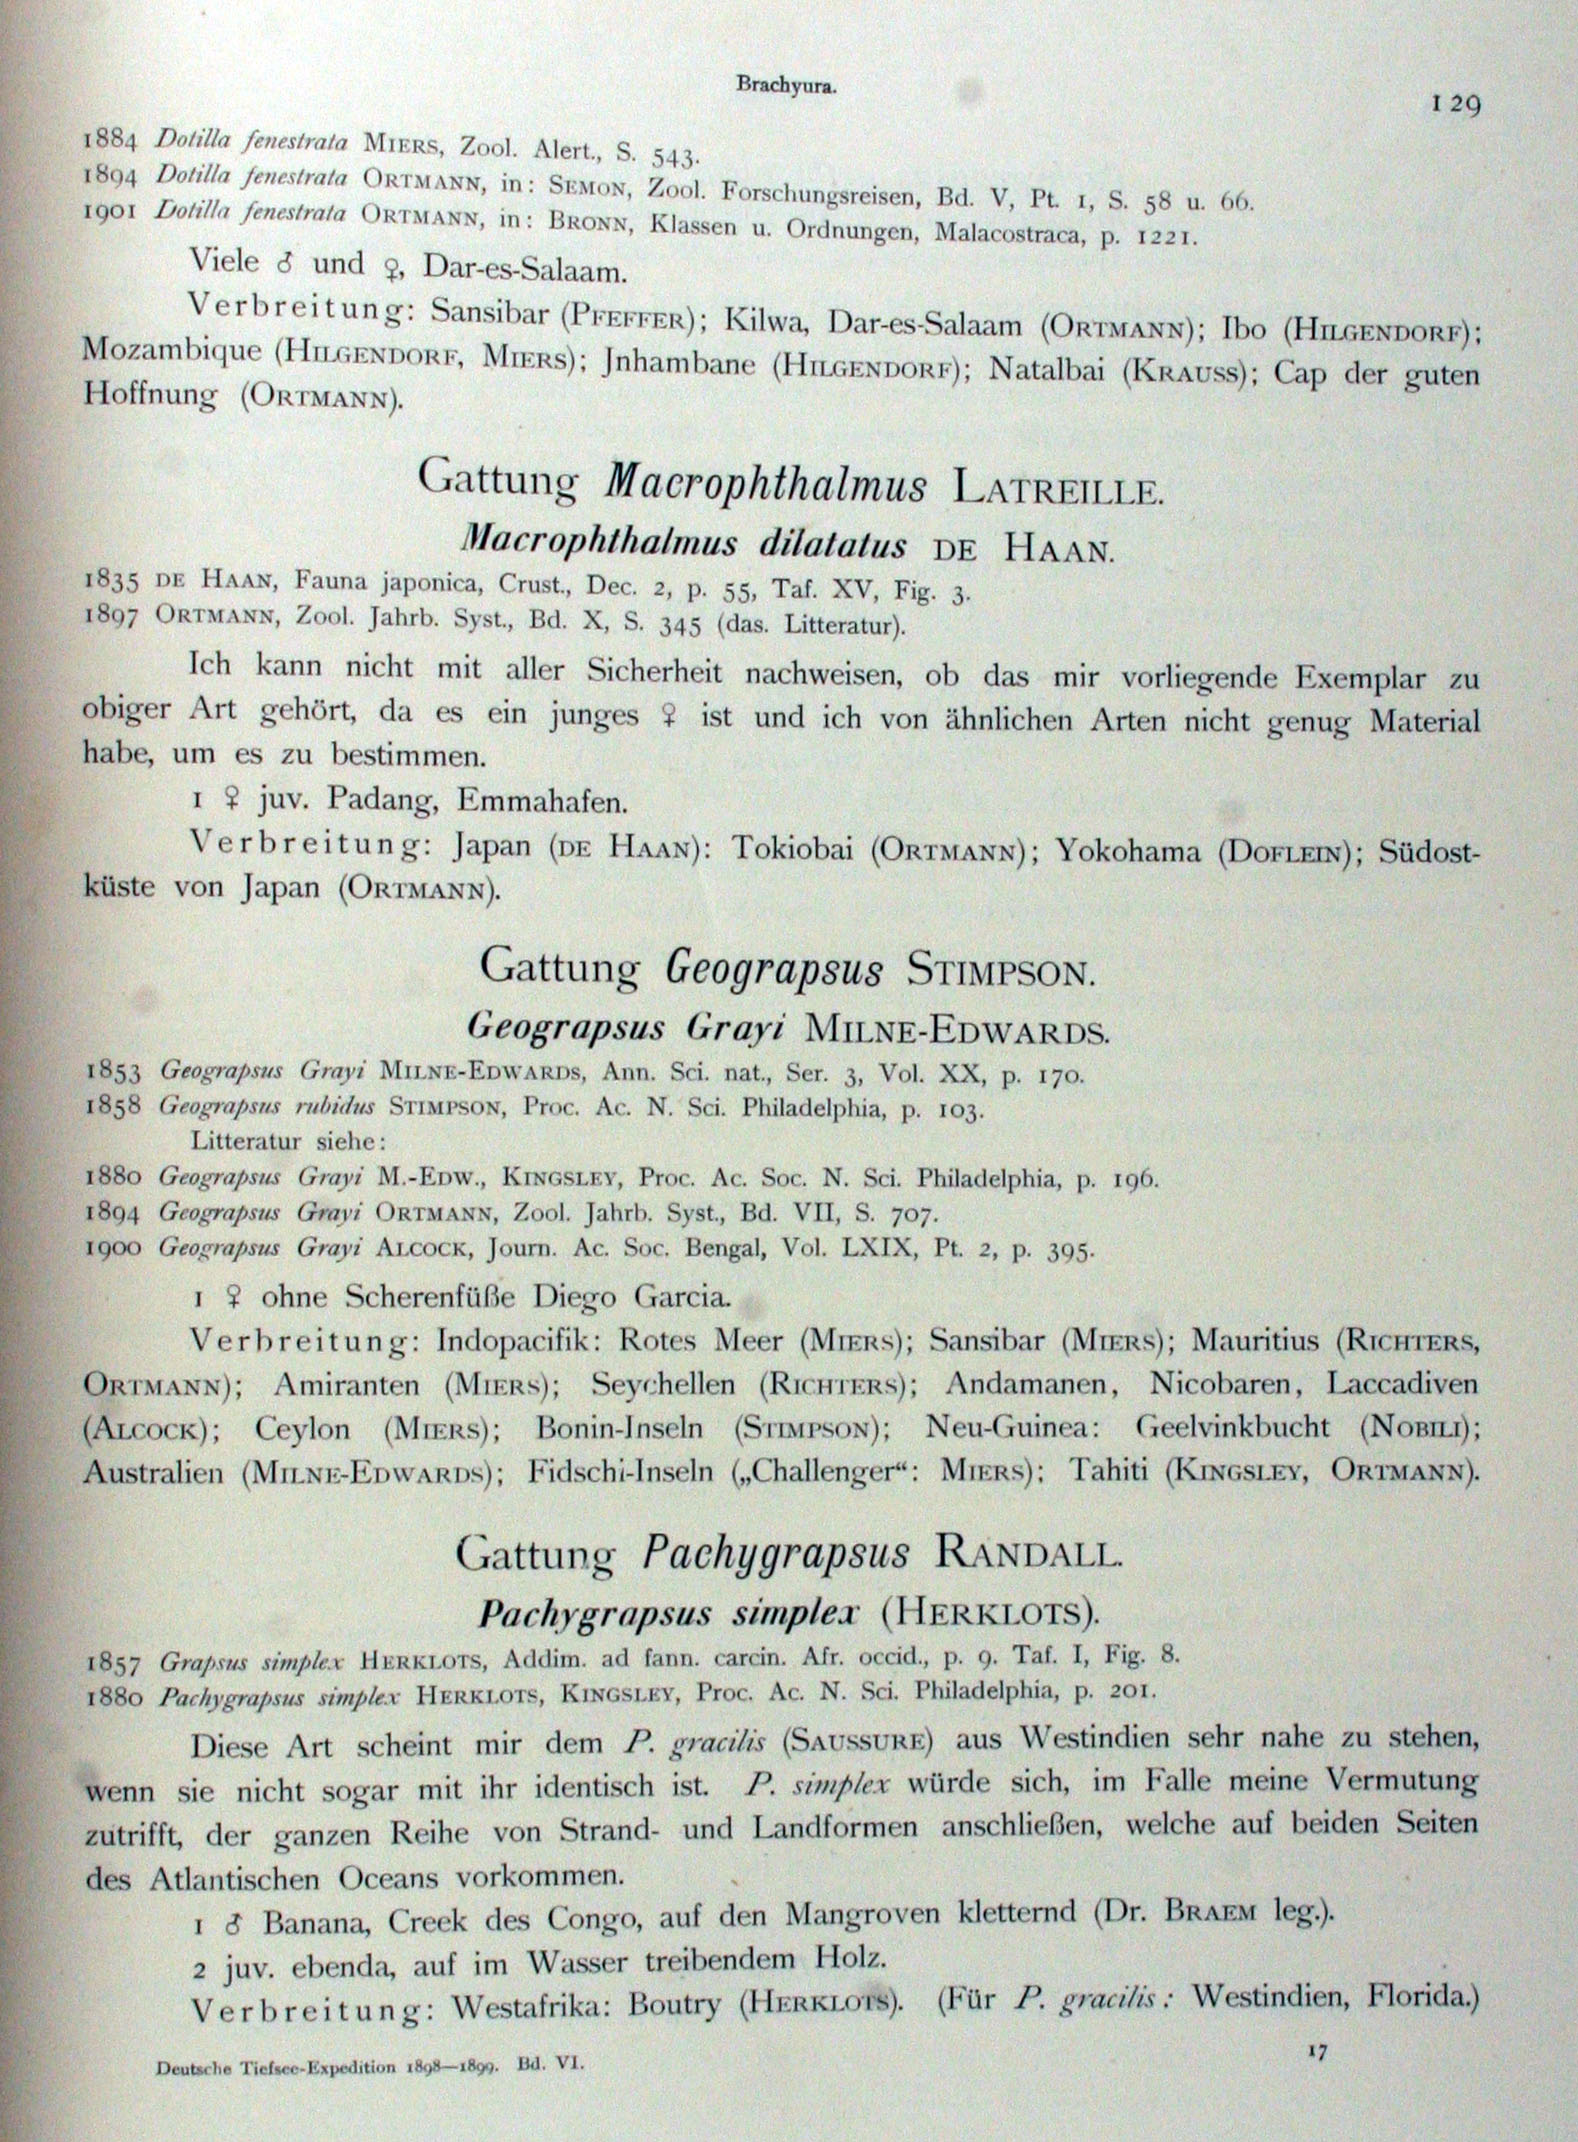 Brachyura.
129
1884 Dotilla fenestrata MIERS, Zool. Alert., S. 543.
1894 Dotilla fenestrata ORTMANN, in: SEMON, Zool. Forschungsreisen, Bd. V, Pt. 1, S. 58 u. 66.
1901 Dotilla fenestrata ORTMANN, in: BRONN, Klassen u. Ordnungen, Malacostraca, p. 1221.
Viele ♂ und ♀, Dar-es-Salaam.
Verbreitung: Sansibar (PFEFFER); Kilwa, Dar-es-Salaam (ORTMANN); Ibo (HILGENDORF);
Mozambique (HILGENDORF, MIERS); Jnhambane (HILGENDORF); Natalbai (KRAUSS); Cap der guten
Hoffnung (ORTMANN).
Gattung Macrophthalmus LATREILLE.
Macrophthalmus dilatatus DE HAAN.
1835 DE HAAN, Fauna japonica, Crust., Dec. 2, p. 55, Taf. XV, Fig. 3.
1897 ORTMANN, Zool. Jahrb. Syst., Bd. X, S. 345 (das. Litteratur).
Ich kann nicht mit aller Sicherheit nachweisen, ob das mir vorliegende Exemplar zu
obiger Art gehört, da es ein junges ♀ ist und ich von ähnlichen Arten nicht genug Material
habe, um es zu bestimmen.
1 ♀ juv. Padang, Emmahafen.
Verbreitung: Japan (DE HAAN): Tokiobai (ORTMANN); Yokohama (DOFLEIN); Südost-
küste von Japan (ORTMANN).
Gattung Geograpsus STIMPSON.
Geograpsus Grayi MILNE-EDWARDS.
1853 Geograpsus Grayi MILNE-EDWARDS, Ann. Sci. nat., Ser. 3, Vol. XX, p. 170.
1858 Geograpsus rubidus STIMPSON, Proc. Ac. N. Sci. Philadelphia, p. 103.
Litteratur siehe:
1880 Geograpsus Grayi M.-EDW., KINGSLEY, Proc. Ac. Soc. N. Sci. Philadelphia, p. 196.
1894 Geograpsus Grayi ORTMANN, Zool. Jahrb. Syst., Bd. VII, S. 707.
1900 Geograpsus Grayi ALCOCK, Journ. Ac. Soc. Bengal, Vol. LXIX, Pt. 2, p. 395.
1 ♀ ohne Scherenfüße Diego Garcia.
Verbreitung: Indopacifik: Rotes Meer (MIERS); Sansibar (MIERS); Mauritius (RICHTERS,
ORTMANN); Amiranten (MIERS); Seychellen (RICHTERS); Andamanen, Nicobaren, Laccadiven
(ALCOCK); Ceylon (MIERS); Bonin-Inseln (STIMPSON); Neu-Guinea: Geelvinkbucht (NOBILI);
Australien (MILNE-EDWARDS); Fidschi-Inseln („Challenger“: MIERS); Tahiti (KINGSLEY, ORTMANN).
Gattung Pachygrapsus RANDALL.
Pachygrapsus simplex (HERKLOTS).
1857 Grapsus simplex HERKLOTS, Addim. ad fann. carcin. Afr. occid., p. 9. Taf. I, Fig. 8.
1880 Pachygrapsus simplex HERKLOTS, KINGSLEY, Proc. Ac. N. Sci. Philadelphia, p. 201.
Diese Art scheint mir dem P. gracilis (SAUSSURE) aus Westindien sehr nahe zu stehen,
wenn sie nicht sogar mit ihr identisch ist. P. simplex würde sich, im Falle meine Vermutung
zutrifft, der ganzen Reihe von Strand- und Landformen anschließen, welche auf beiden Seiten
des Atlantischen Oceans vorkommen.
1 ♂ Banana, Creek des Congo, auf den Mangroven kletternd (Dr. BRAEM leg.).
2 juv. ebenda, auf im Wasser treibendem Holz.
Verbreitung: Westafrika: Boutry (HERKLOTS). (Für P. gracilis: Westindien, Florida.)
Deutsche Tiefsee-Expedition 1898—1899. Bd. VI.
17